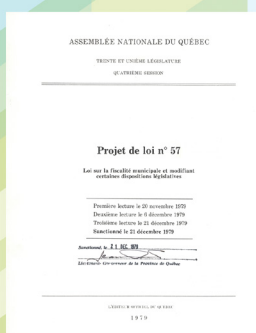 ASSEMBLÉE NATIONALE DU QUÉBEC
TRENTE ET UNIÈME LÉGISLATURE
QUATRIÈME SESSION
Projet de loi n° 57
Loi sur la fiscalité municipale et modifiant
certaines dispositions législatives
Première lecture le 20 novembre 1979
Deuxième lecture le 6 décembre 1979
Troisième lecture le 21 décembre 1979
Sanctionné le 21 décembre 1979
Sanctionné le 21 DEC. 1979
Lieutenant-Gouverneur de la Province de Québec
L'ÉDITEUR OFFICIEL DU QUÉBEC
1979